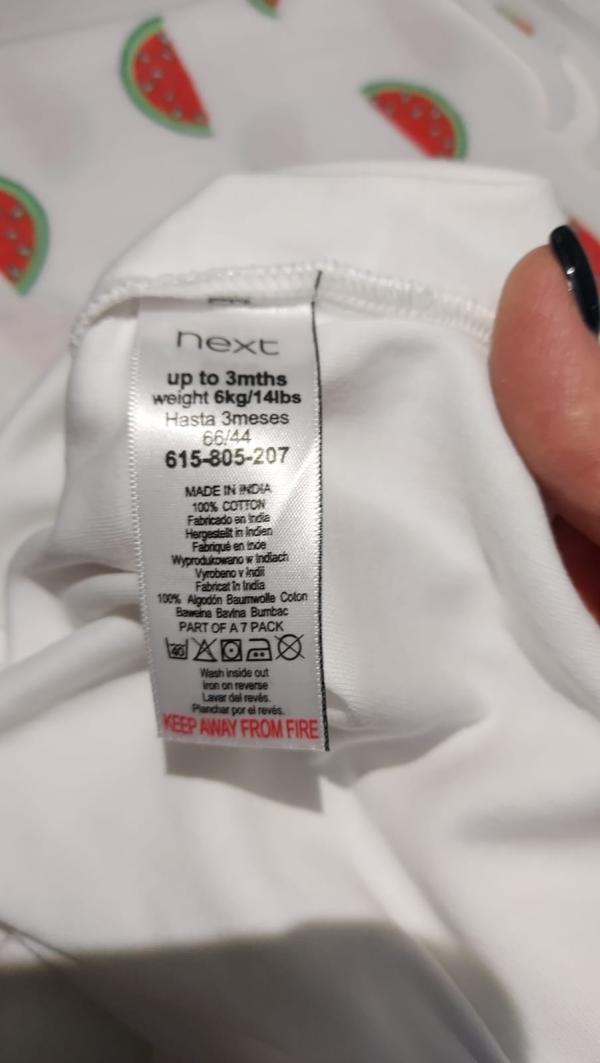 next
up to 3mths
weight 6kg/14lbs
Hasta 3meses
66/44
615-805-207
MADE IN INDIA
100% COTTON
Fabricado en India
Hergestellt in Indien
Fabriqué en Inde
Wyprodukowano w Indiach
Vyrobeno v Indii
Fabricat în India
100% Algodón Baumwolle Coton
Bawełna Bavlna Bumbac
PART OF A 7 PACK
40
Wash inside out
Iron on reverse
Lavar del revés.
Planchar por el revés.
KEEP AWAY FROM FIRE